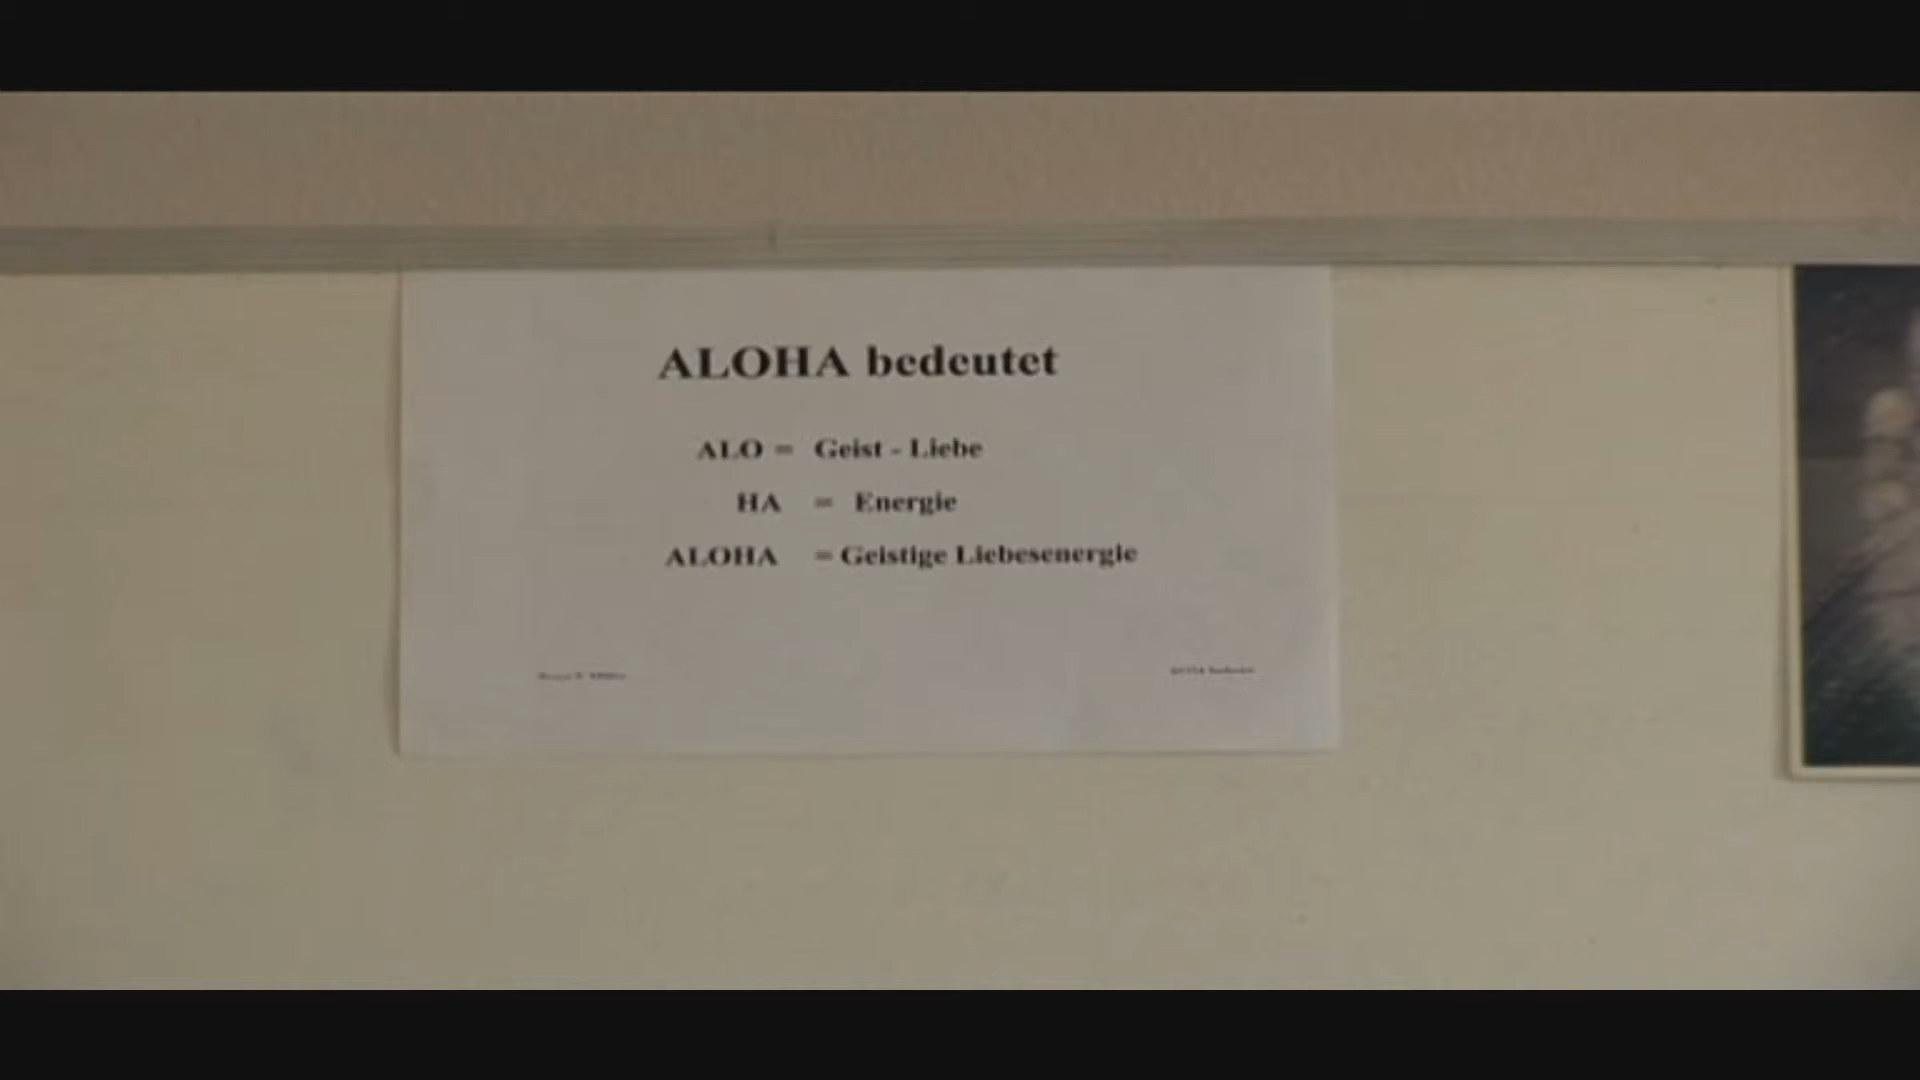 ALOHA bedeutet
ALO = Geist - Liebe
HA = Energie
ALOHA = Geistige Liebesenergie